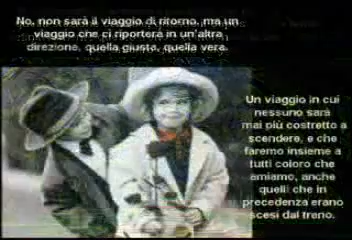 No, non sarà il viaggio di ritorno, ma un
viaggio che ci riporterà in un'altra
direzione, quella giusta, quella vera.
Un viaggio in cui
nessuno sarà
mai più costretto a
scendere, e che
faremo insieme a
tutti coloro che
amiamo, anche
quelli che in
precedenza erano
scesi dal treno.